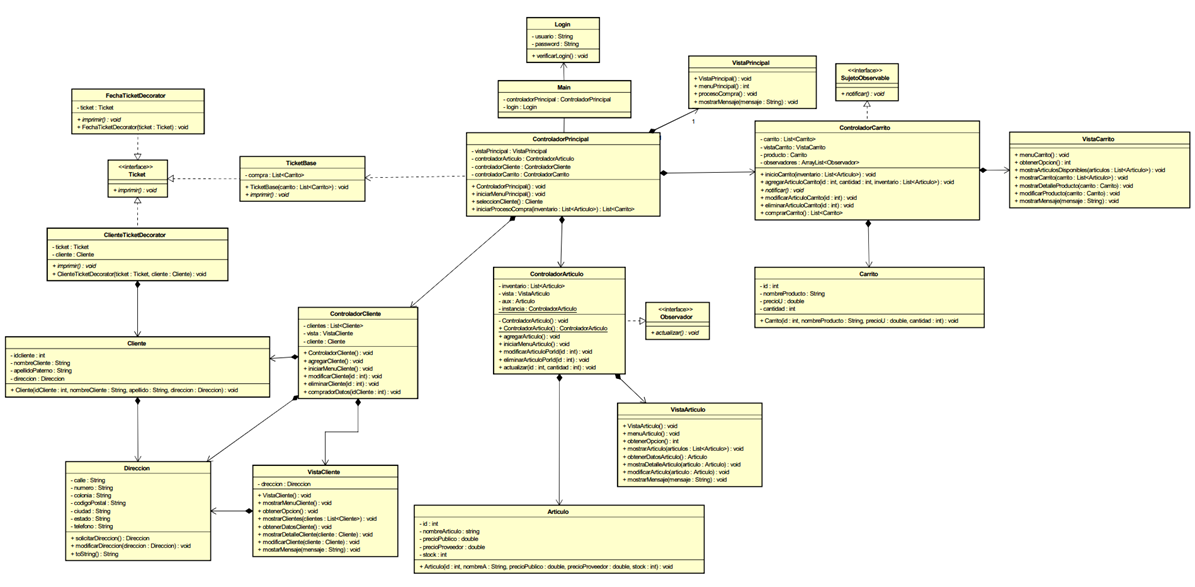 Login
- usuario : String
- password : String
+ verificarLogin() : void
Main
- controladorPrincipal : ControladorPrincipal
- login : Login
VistaPrincipal
+ VistaPrincipal() : void
+ menuPrincipal() : int
+ procesoCompra() : void
+ mostrarMensaje(mensaje : String) : void
1
<<interface>>
SujetoObservable
+ notificar() : void
FechaTicketDecorator
- ticket : Ticket
+ imprimir() : void
+ FechaTicketDecorator(ticket : Ticket) : void
<<interface>>
Ticket
+ imprimir() : void
TicketBase
- compra : List<Carrito>
+ TicketBase(carrito : List<Carrito>) : void
+ imprimir() : void
ControladorPrincipal
- vistaPrincipal : VistaPrincipal
- controladorArticulo : ControladorArticulo
- controladorCliente : ControladorCliente
- controladorCarito : ControladorCarrito
+ ControladorPrincipal() : void
+ iniciarMenuPrincipal() : void
+ seleccionCliente() : Cliente
+ iniciarProcesoCompra(inventario : List<Articulo>) : List<Carrito>
ControladorCarrito
- carrito : List<Carrito>
- vistaCarrito : VistaCarrito
- producto : Carrito
- observadores : ArrayList<Observador>
+ inicioCarrito(inventario : List<Articulo>) : void
+ agregarArticuloCarrito(id : int, cantidad : int, inventario : List<Articulo>) : void
+ notificar() : void
+ modificarArticuloCarrito(id : int) : void
+ eliminarArticuloCarrito(id : int) : void
+ comprarCarrito() : List<Carrito>
VistaCarrito
+ menuCarrito() : void
+ obtenerOpcion() : int
+ mostrarArticulosDisponibles(articulos : List<Articulo>) : void
+ mostrarCarrito(carrito : List<Articulo>) : void
+ mostrarDetalleProducto(carrito : Carrito) : void
+ modificarProducto(carrito : Carrito) : void
+ mostrarMensaje(mensaje : String) : void
ClienteTicketDecorator
- ticket : Ticket
- cliente : Cliente
+ imprimir() : void
+ ClienteTicketDecorator(ticket : Ticket, cliente : Cliente) : void
ControladorArticulo
- inventario : List<Articulo>
- vista : VistaArticulo
- aux : Articulo
- instancia : ControladorArticulo
- ControladorArticulo() : void
+ ControladorArticulo() : ControladorArticulo
+ agregarArticulo() : void
+ iniciarMenuArticulo() : void
+ modificarArticuloPorId(id : int) : void
+ eliminarArticuloPorId(id : int) : void
+ actualizar(id : int, cantidad : int) : void
Carrito
- id : int
- nombreProducto : String
- precioU : double
- cantidad : int
+ Carrito(id : int, nombreProducto : String, precioU : double, cantidad : int) : void
<<interface>>
Observador
+ actualizar() : void
ControladorCliente
- clientes : List<Cliente>
- vista : VistaCliente
- cliente : Cliente
+ ControladorCliente() : void
+ agregarCliente() : void
+ iniciarMenuCliente() : void
+ modificarCliente(id : int) : void
+ eliminarCliente(id : int) : void
+ compradorDatos(idCliente : int) : void
Cliente
- idcliente : int
- nombreCliente : String
- apellidoPaterno : String
- direccion : Direccion
+ Cliente(idCliente : int, nombreCliente : String, apellido : String, direccion : Direccion) : void
VistaArticulo
+ VistaArticulo() : void
+ menuArticulo() : void
+ obtenerOpcion() : int
+ mostrarArticulo(articulos : List<Articulo>) : void
+ obtenerDatosArticulo() : Articulo
+ mostraDetalleArticulo(articulo : Articulo) : void
+ modificarArticulo(articulo : Articulo) : void
+ mostrarMensaje(mensaje : String) : void
Direccion
- calle : String
- numero : String
- colonia : String
- codigoPostal : String
- ciudad : String
- estado : String
- telefono : String
+ solicitarDireccion() : Direccion
+ modificarDireccion(direccion : Direccion) : void
+ toString() : String
VistaCliente
- direccion : Direccion
+ VistaCliente() : void
+ mostrarMenuCliente() : void
+ obtenerOpcion() : void
+ mostrarClientes(clientes : List<Cliente>) : void
+ obtenerDatosCliente() : void
+ mostrarDetalleCliente(cliente : Cliente) : void
+ modificarCliente(cliente : Cliente) : void
+ mostarMensaje(mensaje : String) : void
Articulo
- id : int
- nombreArticulo : string
- precioPublico : double
- precioProveedor : double
- stock : int
+ Articulo(id : int, nombreA : String, precioPublico : double, precioProveedor : double, stock : int) : void